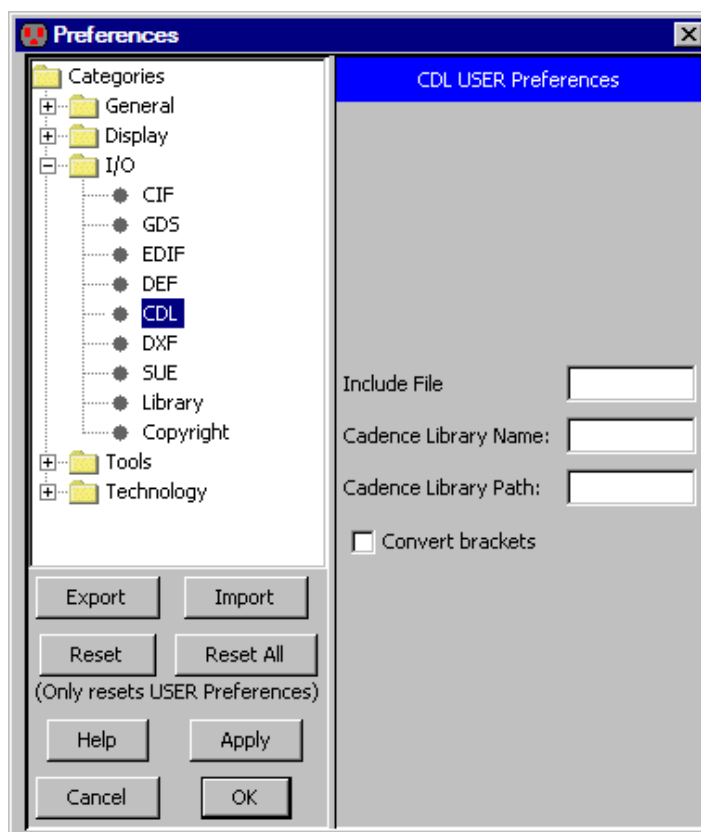 Preferences
Categories
General
Display
I/O
CIF
GDS
EDIF
DEF
CDL
DXF
SUE
Library
Copyright
Tools
Technology
Export Import
Reset Reset All
(Only resets USER Preferences)
Help Apply
Cancel OK
CDL USER Preferences
Include File
Cadence Library Name:
Cadence Library Path:
Convert brackets